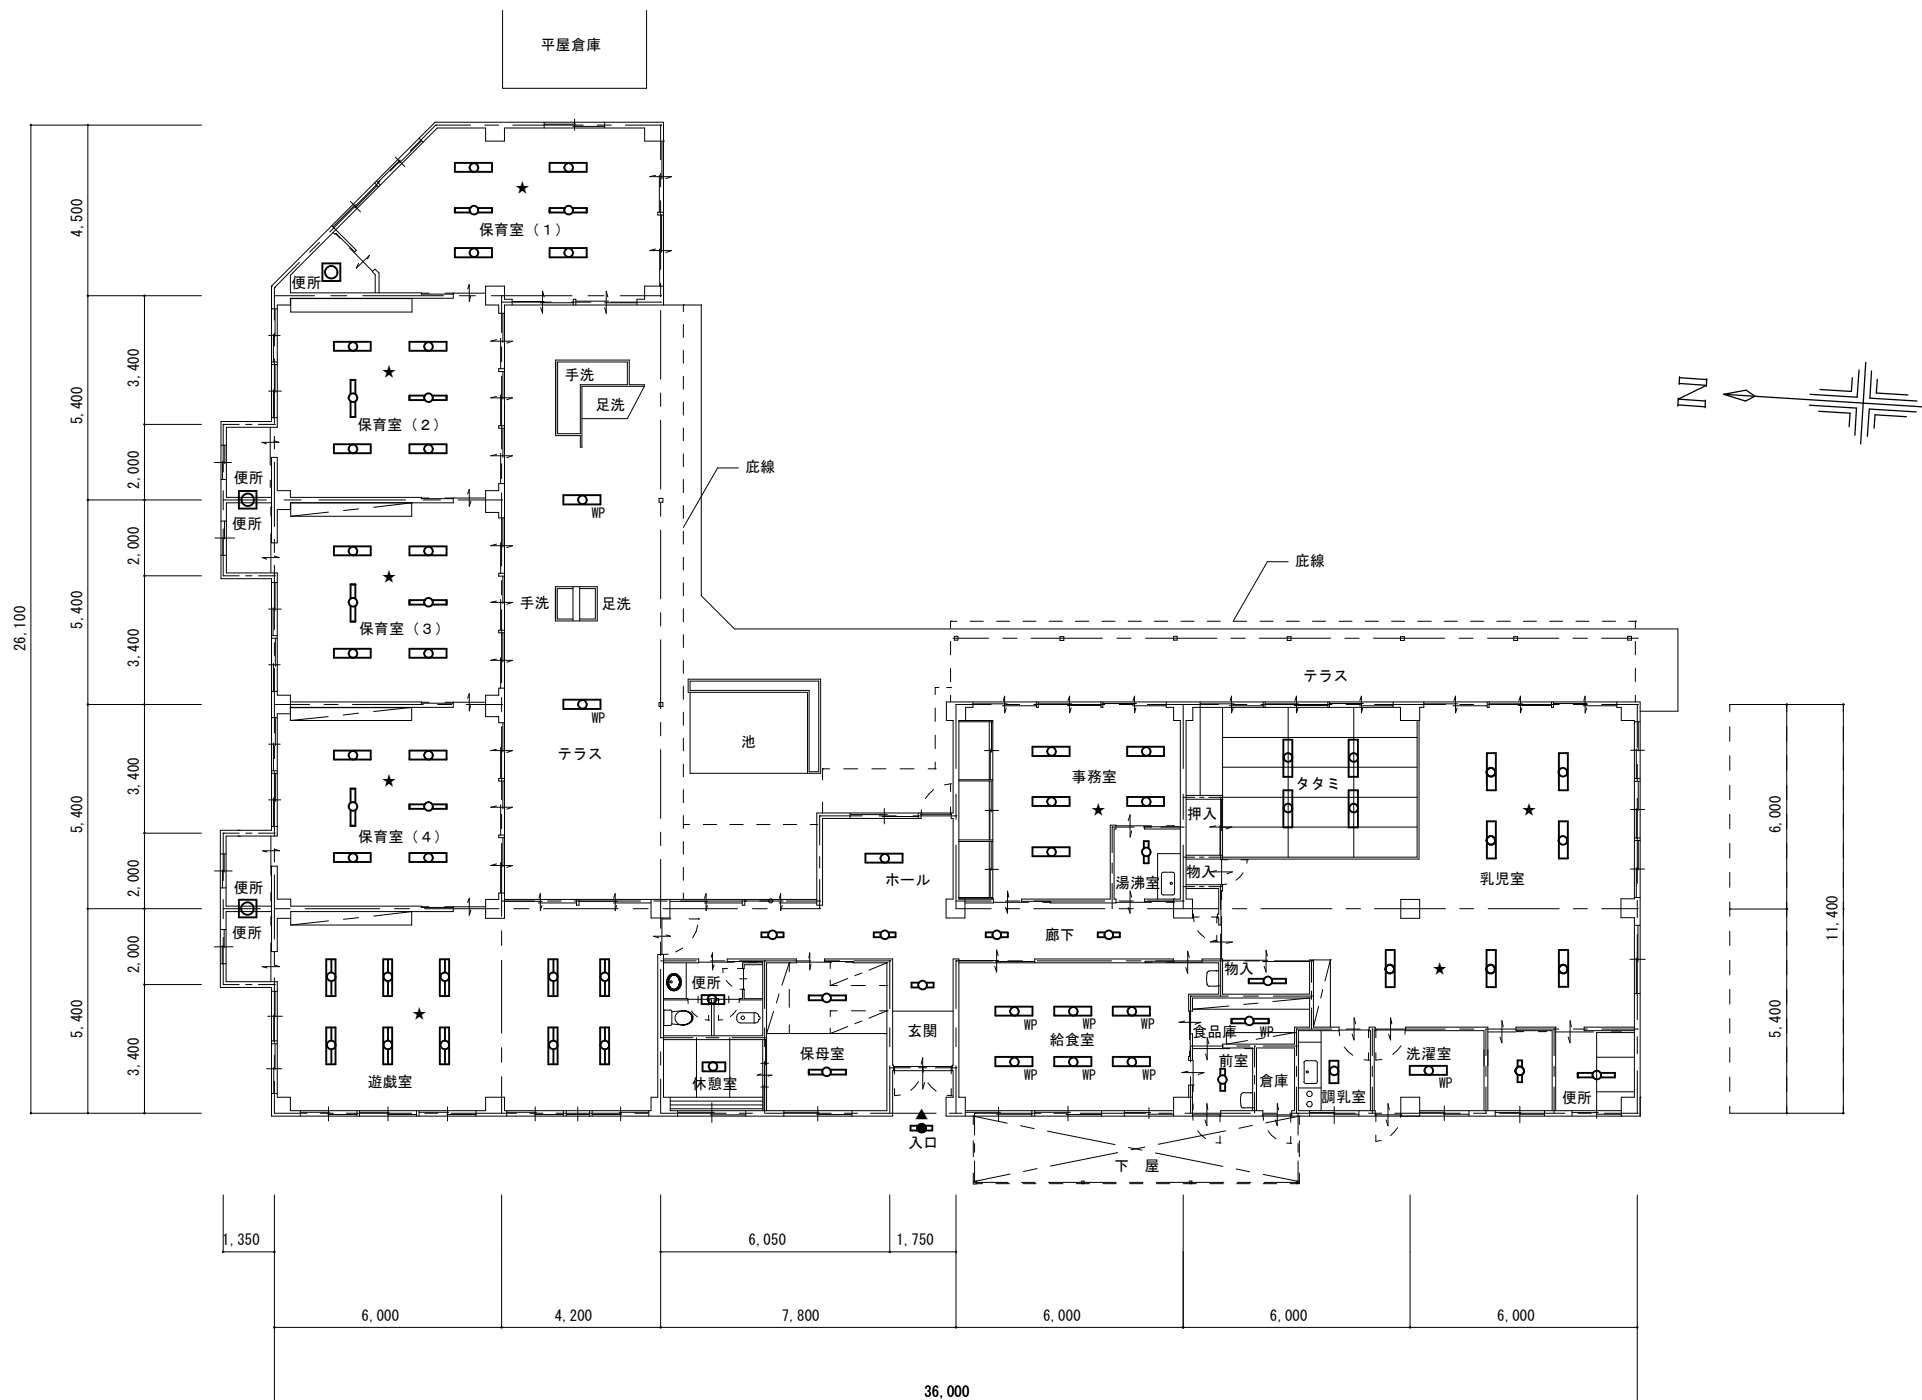 平屋倉庫
4,500
保育室（1）
便所
3,400
5,400
手洗
足洗
保育室（2）
N
庇線
2,000
便所
WP
便所
2,000
庇線
5,400
手洗
足洗
26,100
保育室（3）
3,400
テラス
WP
池
テラス
3,400
事務室
タタミ
★
押入
6,000
5,400
保育室（4）
2,000
便所
ホール
湯沸室
物入
乳児室
便所
廊下
11,400
2,000
便所
物入
WP
WP
WP
食品庫
WP
5,400
玄関
給食室
保母室
前室
洗濯室
3,400
遊戯室
休憩室
WP
WP
WP
倉庫
調乳室
WP
便所
入口
下　屋
1,350
6,050
1,750
6,000
4,200
7,800
6,000
6,000
6,000
36,000